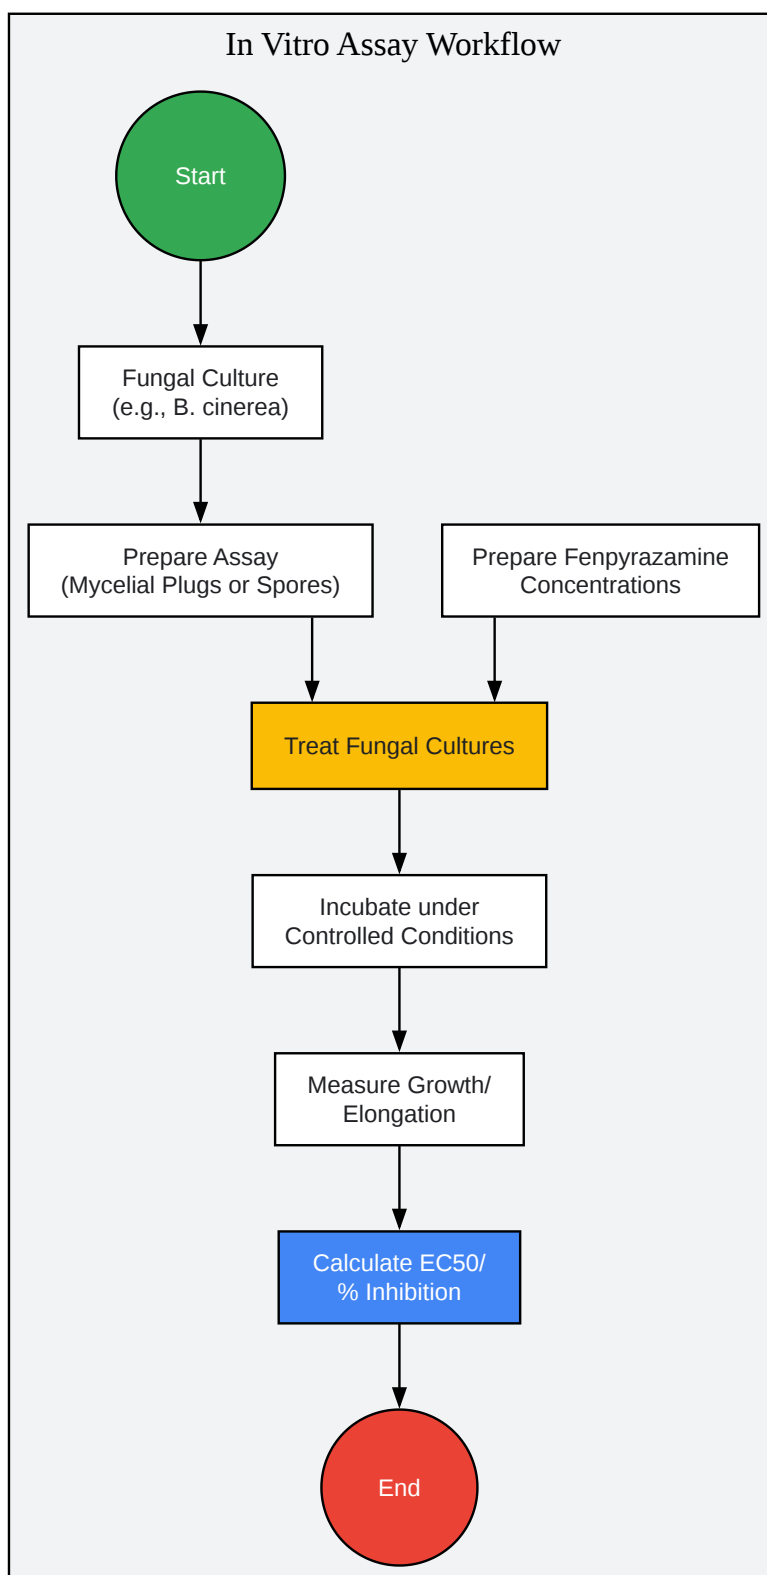 In Vitro Assay Workflow
Start
Fungal Culture
(e.g., B. cinerea)
Prepare Assay
(Mycelial Plugs or Spores)
Prepare Fenpyrazamine
Concentrations
Treat Fungal Cultures
Incubate under
Controlled Conditions
Measure Growth/
Elongation
Calculate EC50/
% Inhibition
End